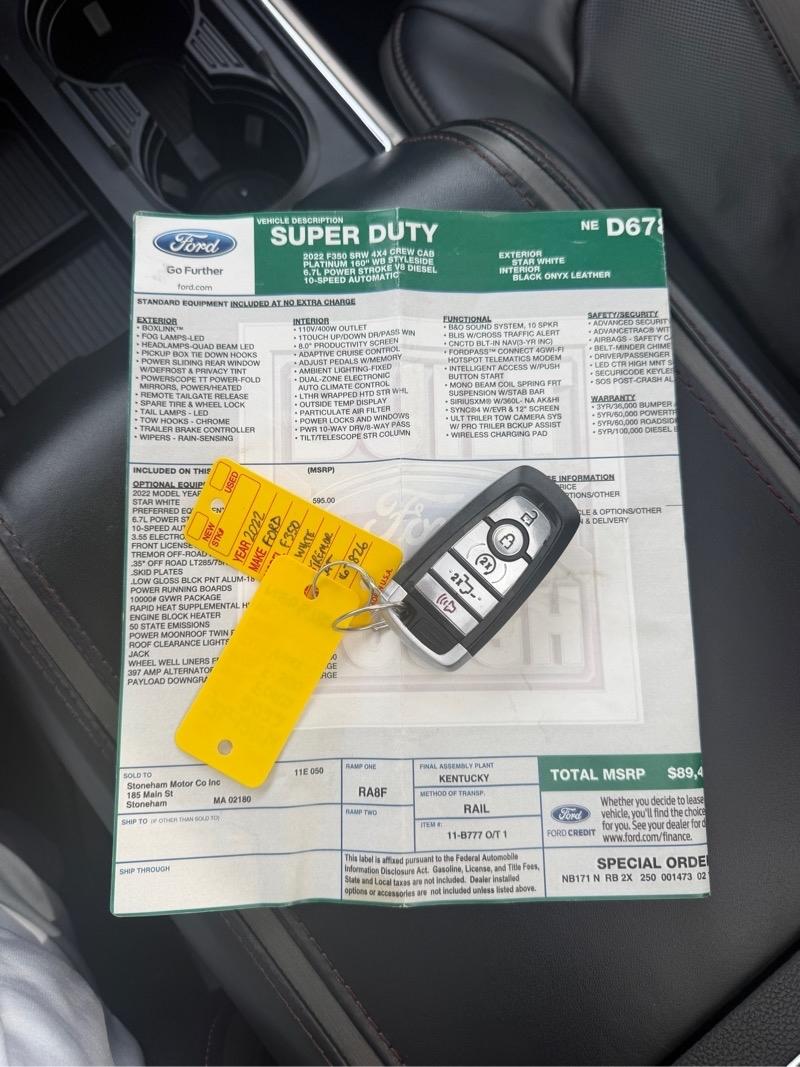 Ford
Go Further
ford.com
VEHICLE DESCRIPTION
SUPER DUTY
NE D678
2022 F350 SRW 4X4 CREW CAB
PLATINUM 160" WB STYLESIDE
6.7L POWER STROKE V8 DIESEL
10-SPEED AUTOMATIC
EXTERIOR
STAR WHITE
INTERIOR
BLACK ONYX LEATHER
STANDARD EQUIPMENT INCLUDED AT NO EXTRA CHARGE
EXTERIOR
• BOXLINK™
• FOG LAMPS-LED
• HEADLAMPS-QUAD BEAM LED
• PICKUP BOX TIE DOWN HOOKS
• POWER SLIDING REAR WINDOW
W/DEFROST & PRIVACY TINT
• POWERSCOPE TT POWER-FOLD
MIRRORS, POWER/HEATED
• REMOTE TAILGATE RELEASE
• SPARE TIRE & WHEEL LOCK
• TAIL LAMPS - LED
• TOW HOOKS - CHROME
• TRAILER BRAKE CONTROLLER
• WIPERS - RAIN-SENSING
INTERIOR
• 110V/400W OUTLET
• 1TOUCH UP/DOWN DR/PASS WIN
• 8.0" PRODUCTIVITY SCREEN
• ADAPTIVE CRUISE CONTROL
• ADJUST PEDALS W/MEMORY
• AMBIENT LIGHTING-FIXED
• DUAL-ZONE ELECTRONIC
AUTO CLIMATE CONTROL
• LTHR WRAPPED HTD STR WHL
• OUTSIDE TEMP DISPLAY
• PARTICULATE AIR FILTER
• POWER LOCKS AND WINDOWS
• PWR 10-WAY DRV/8-WAY PASS
• TILT/TELESCOPE STR COLUMN
FUNCTIONAL
• B&O SOUND SYSTEM, 10 SPKR
• BLIS W/CROSS TRAFFIC ALERT
• CNCTD BLT-IN NAV(3-YR INC)
• FORDPASS™ CONNECT 4GWI-FI
HOTSPOT TELEMATICS MODEM
• INTELLIGENT ACCESS W/PUSH
BUTTON START
• MONO BEAM COIL SPRING FRT
SUSPENSION W/STAB BAR
• SIRIUSXM® W/360L- NA AK&HI
• SYNC®4 W/EVR & 12" SCREEN
• ULT TRILER TOW CAMERA SYS
W/ PRO TRILER BCKUP ASSIST
• WIRELESS CHARGING PAD
SAFETY/SECURITY
• ADVANCED SECURIT
• ADVANCETRAC® WIT
• AIRBAGS - SAFETY C
• BELT-MINDER CHIME
• DRIVER/PASSENGER
• LED CTR HIGH MNT S
• SECURICODE KEYLES
• SOS POST-CRASH AL
WARRANTY
• 3YR/36,000 BUMPER
• 5YR/60,000 POWERTR
• 5YR/60,000 ROADSID
• 5YR/100,000 DIESEL E
INCLUDED ON THIS
(MSRP)
OPTIONAL EQUIP
2022 MODEL YEAR
STAR WHITE
595.00
PREFERRED EQ
6.7L POWER S
10-SPEED AUT
3.55 ELECTRON
FRONT LICENSE
TREMOR OFF-ROAD
.35" OFF ROAD LT285/75
.SKID PLATES
.LOW GLOSS BLCK PNT ALUM-18
POWER RUNNING BOARDS
10000# GVWR PACKAGE
RAPID HEAT SUPPLEMENTAL H
ENGINE BLOCK HEATER
50 STATE EMISSIONS
POWER MOONROOF TWIN P
ROOF CLEARANCE LIGHTS
JACK
WHEEL WELL LINERS F
397 AMP ALTERNATOR
PAYLOAD DOWNGRA
E INFORMATION
RICE
TIONS/OTHER
LE & OPTIONS/OTHER
N & DELIVERY
USED
NEW
STK#
YEAR 2022
MAKE FORD
F350
WHITE
TREMOR
826
U.S.A.
2X
SOLD TO
Stoneham Motor Co Inc
185 Main St
Stoneham MA 02180
11E 050
SHIP TO (IF OTHER THAN SOLD TO)
SHIP THROUGH
RAMP ONE
RA8F
RAMP TWO
FINAL ASSEMBLY PLANT
KENTUCKY
METHOD OF TRANSP.
RAIL
ITEM #:
11-B777 O/T 1
This label is affixed pursuant to the Federal Automobile
Information Disclosure Act. Gasoline, License, and Title Fees,
State and Local taxes are not included. Dealer installed
options or accessories are not included unless listed above.
TOTAL MSRP $89,4
Ford
FORD CREDIT
Whether you decide to lease
vehicle, you'll find the choice
for you. See your dealer for d
www.ford.com/finance.
SPECIAL ORDE
NB171 N RB 2X 250 001473 02